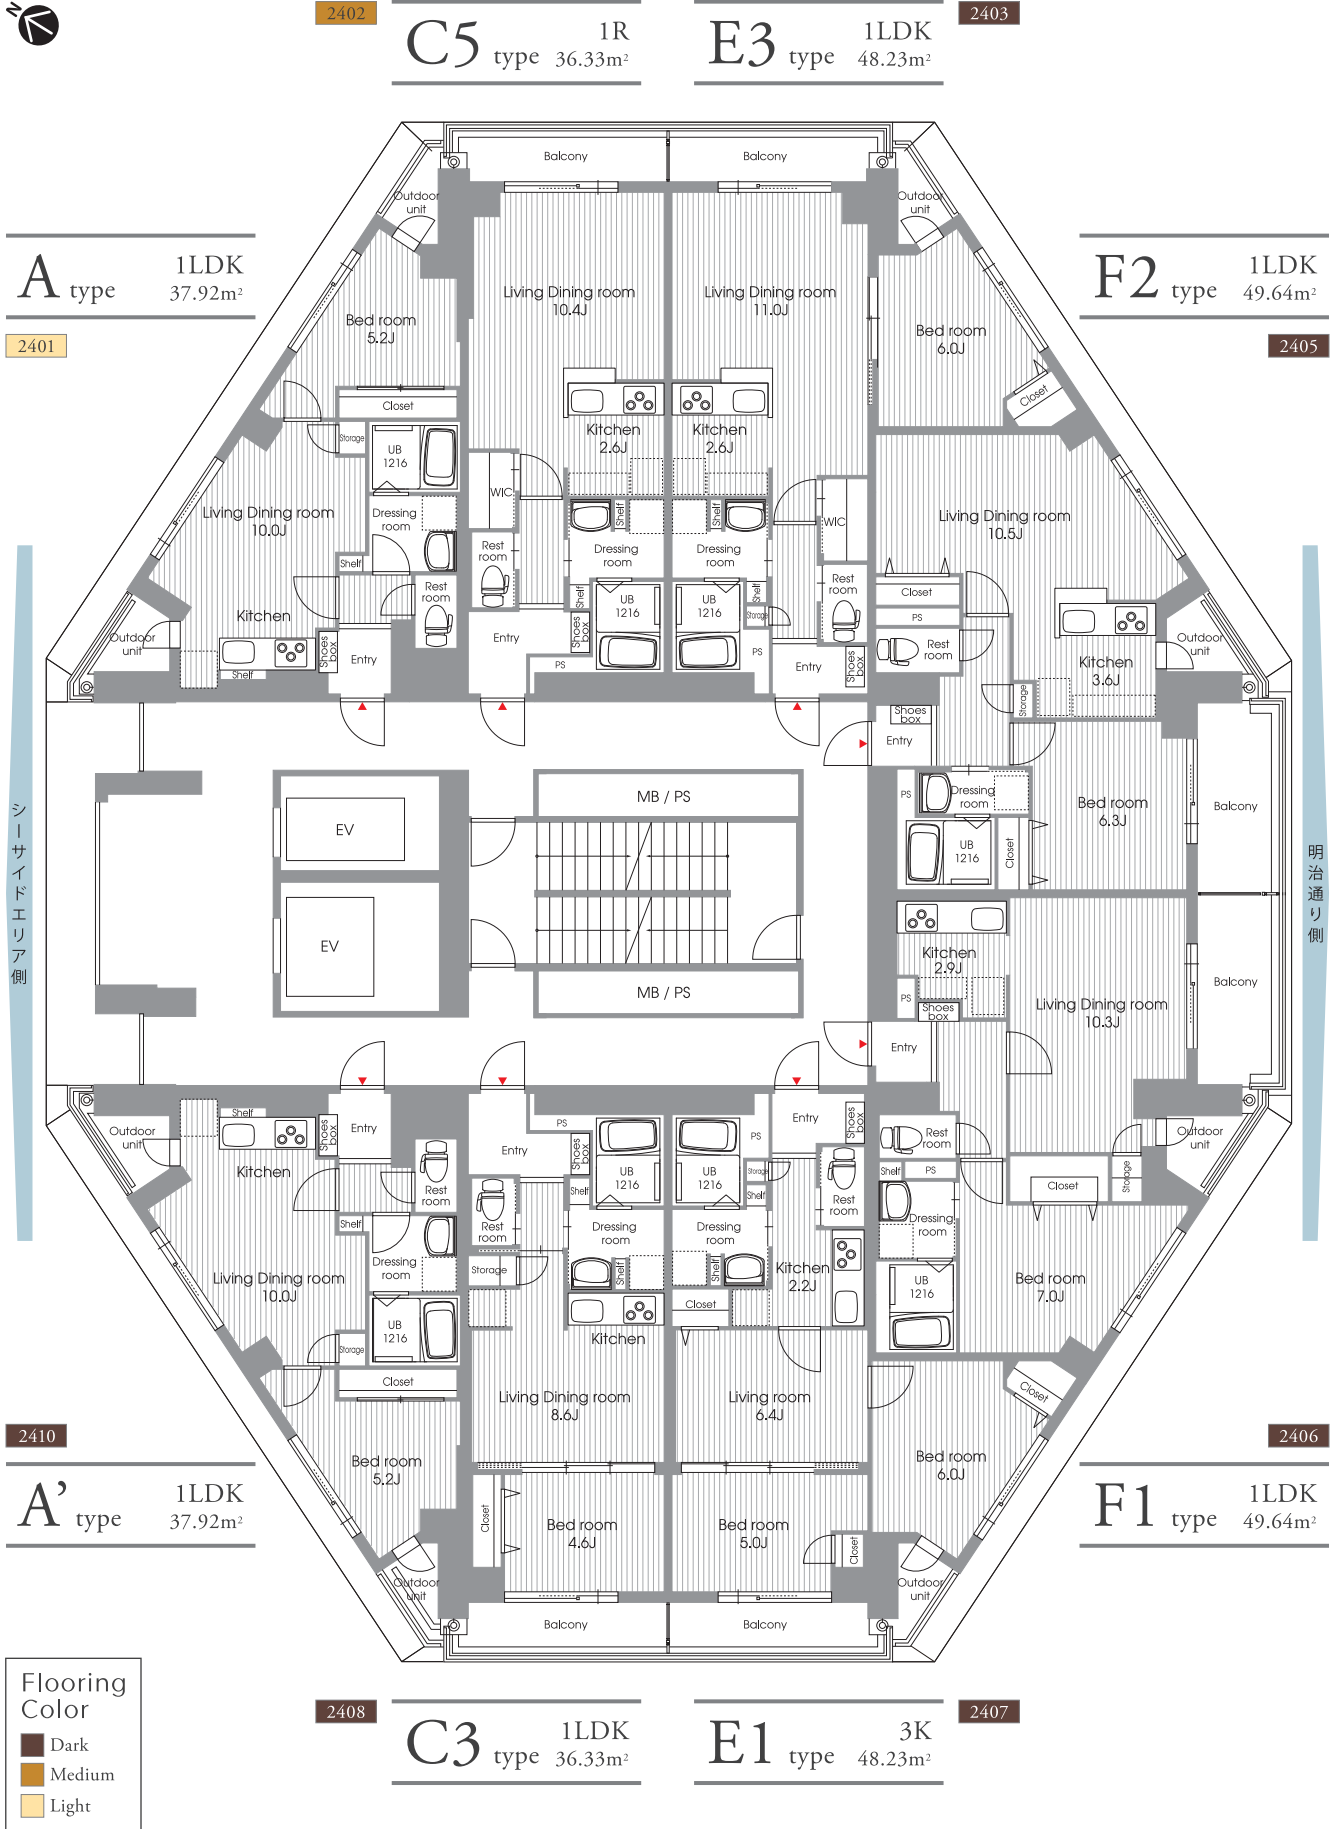 N
2402
C5 type
1R
36.33m²
E3 type
1LDK
48.23m²
2403
A type
1LDK
37.92m²
2401
F2 type
1LDK
49.64m²
2405
Balcony
Balcony
Outdoor
unit
Outdoor
unit
Bed room
5.2J
Closet
Storage
UB
1216
Dressing
room
Living Dining room
10.0J
Shelf
Rest
room
Kitchen
Shelf
Shoes
box
Entry
Outdoor
unit
Living Dining room
10.4J
Kitchen
2.6J
WIC
Shelf
Rest
room
Dressing
room
Shelf
UB
1216
Shoes
box
Entry
PS
Living Dining room
11.0J
Kitchen
2.6J
Shelf
WIC
Dressing
room
Shelf
UB
1216
Storage
Rest
room
PS
Entry
Shoes
box
Bed room
6.0J
Closet
Living Dining room
10.5J
Closet
PS
Rest
room
Kitchen
3.6J
Outdoor
unit
Storage
Shoes
box
Entry
PS
Dressing
room
UB
1216
Closet
Bed room
6.3J
Balcony
シーサイドエリア側
明治通り側
EV
EV
MB / PS
MB / PS
Kitchen
2.9J
PS
Shoes
box
Living Dining room
10.3J
Balcony
Entry
Rest
room
Shelf
PS
Outdoor
unit
Closet
Storage
Dressing
room
UB
1216
Bed room
7.0J
Outdoor
unit
Shelf
Shoes
box
Entry
Kitchen
Rest
room
Shelf
Dressing
room
Living Dining room
10.0J
UB
1216
Storage
Closet
Bed room
5.2J
Outdoor
unit
PS
Shoes
box
Entry
UB
1216
Shelf
Rest
room
Dressing
room
Storage
Shelf
Kitchen
Living Dining room
8.6J
Closet
Bed room
4.6J
Balcony
PS
Entry
Shoes
box
UB
1216
Storage
Shelf
Rest
room
Dressing
room
Shelf
Kitchen
2.2J
Closet
Living room
6.4J
Bed room
5.0J
Closet
Balcony
Closet
Bed room
6.0J
Outdoor
unit
2410
A’ type
1LDK
37.92m²
2406
F1 type
1LDK
49.64m²
2408
C3 type
1LDK
36.33m²
E1 type
3K
48.23m²
2407
Flooring
Color
Dark
Medium
Light